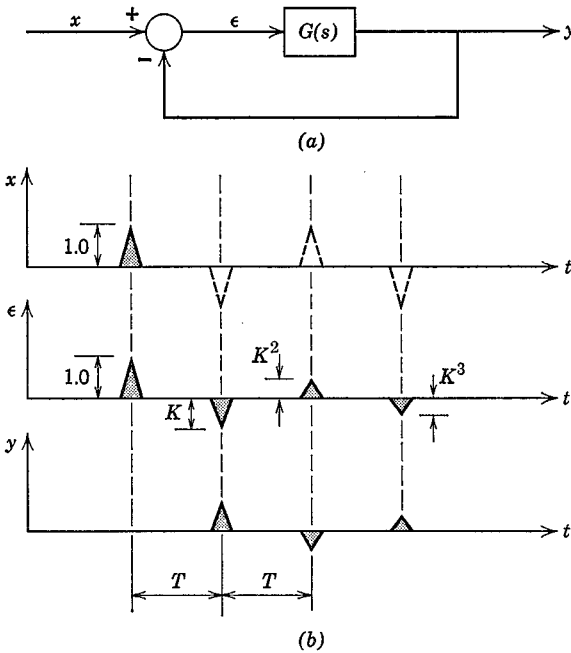 x + ϵ G(s) y
−
(a)
x
1.0
t
ϵ
1.0 K K² K³
t
y
t
T T
(b)